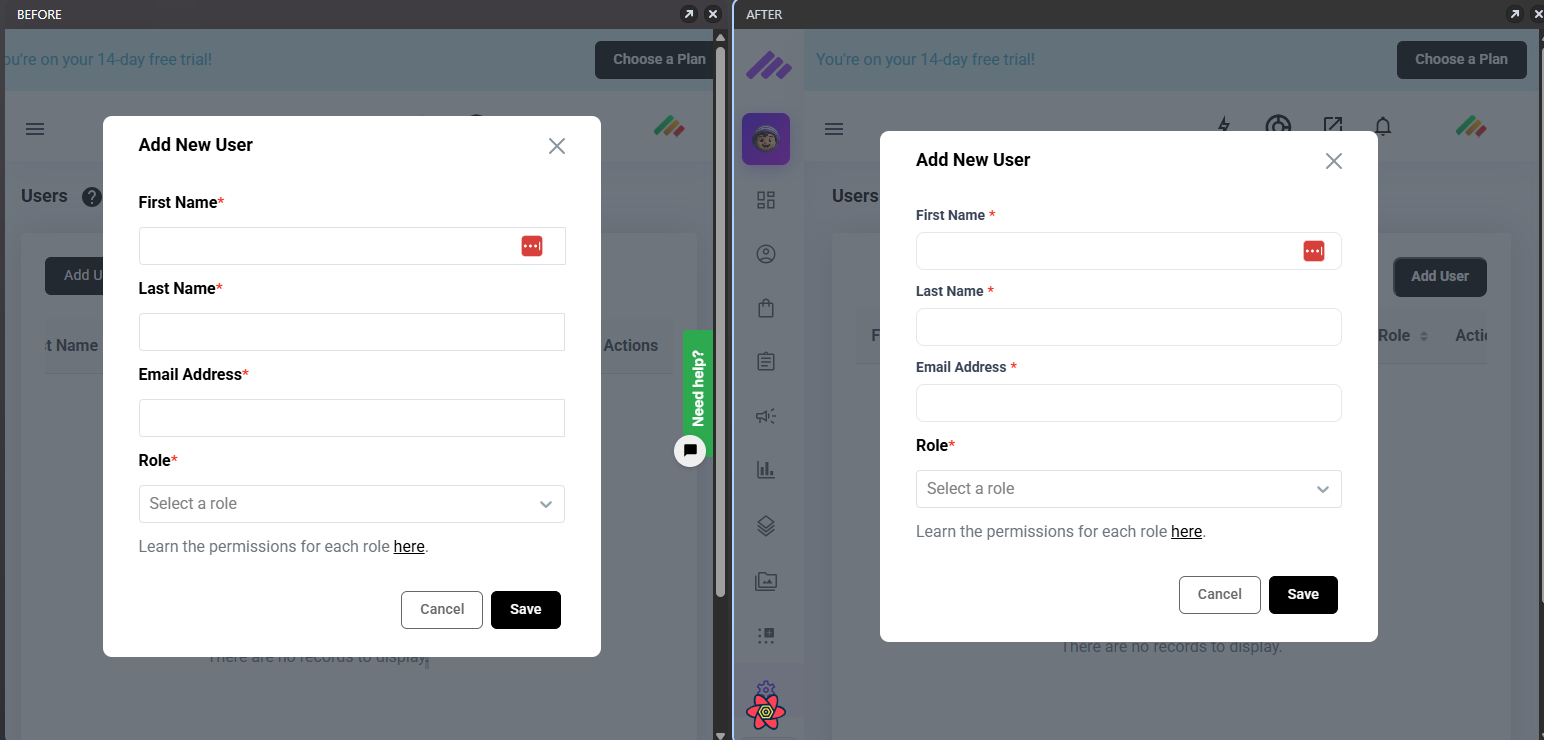 BEFORE
ou're on your 14-day free trial!
Choose a Plan
Add New User
Users
First Name*
Add U
Last Name*
t Name
Actions
Need help?
Email Address*
Role*
Select a role
Learn the permissions for each role here.
Cancel
Save
There are no records to display.
AFTER
You're on your 14-day free trial!
Choose a Plan
Add New User
Users
First Name *
Add User
Last Name *
F
Role
Actio
Email Address *
Role*
Select a role
Learn the permissions for each role here.
Cancel
Save
There are no records to display.